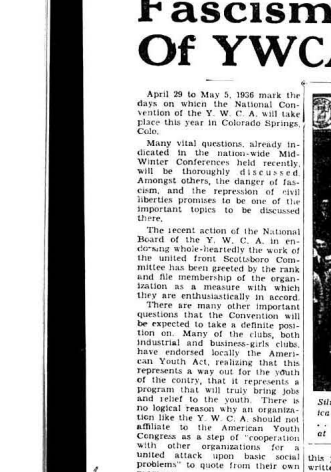 Fascism
Of YWCA
April 29 to May 5, 1936 mark the
days on which the National Con-
vention of the Y. W. C. A. will take
place this year in Colorado Springs,
Colo.
Many vital questions, already in-
dicated in the nation-wide Mid-
Winter Conferences held recently,
will be thoroughly discussed.
Amongst others, the danger of fas-
cism, and the repression of civil
liberties promises to be one of the
important topics to be discussed
there.
The recent action of the National
Board of the Y. W. C. A. in en-
dorsing whole-heartedly the work of
the united front Scottsboro Com-
mittee has been greeted by the rank
and file membership of the organ-
ization as a measure with which
they are enthusiastically in accord.
There are many other important
questions that the Convention will
be expected to take a definite posi-
tion on. Many of the clubs, both
industrial and business-girls clubs,
have endorsed locally the Ameri-
can Youth Act, realizing that this
represents a way out for the youth
of the contry, that it represents a
program that will truly bring jobs
and relief to the youth. There is
no logical reason why an organiza-
tion like the Y. W. C. A. should not
affiliate to the American Youth
Congress as a step of "cooperation
with other organizations for a
united attack upon basic social
problems" to quote from their own
Sil
ica
. .
at
this
with